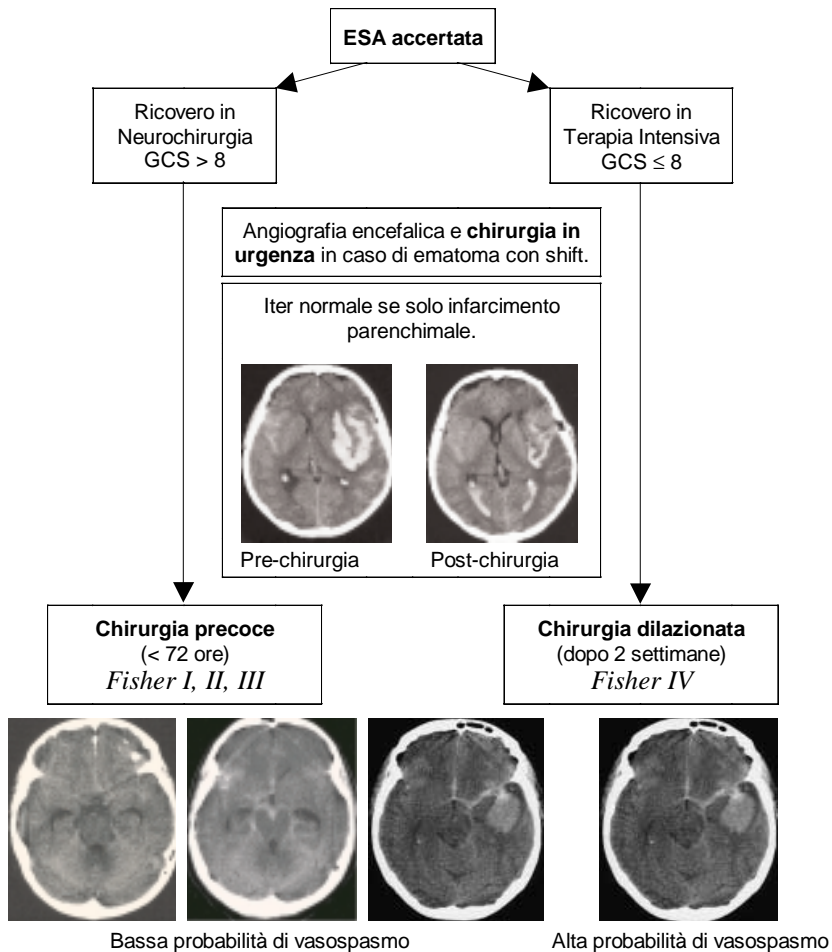 ESA accertata
Ricovero in
Neurochirurgia
GCS > 8
Ricovero in
Terapia Intensiva
GCS ≤ 8
Angiografia encefalica e chirurgia in
urgenza in caso di ematoma con shift.
Iter normale se solo infarcimento
parenchimale.
Pre-chirurgia
Post-chirurgia
Chirurgia precoce
(< 72 ore)
Fisher I, II, III
Chirurgia dilazionata
(dopo 2 settimane)
Fisher IV
Bassa probabilità di vasospasmo
Alta probabilità di vasospasmo